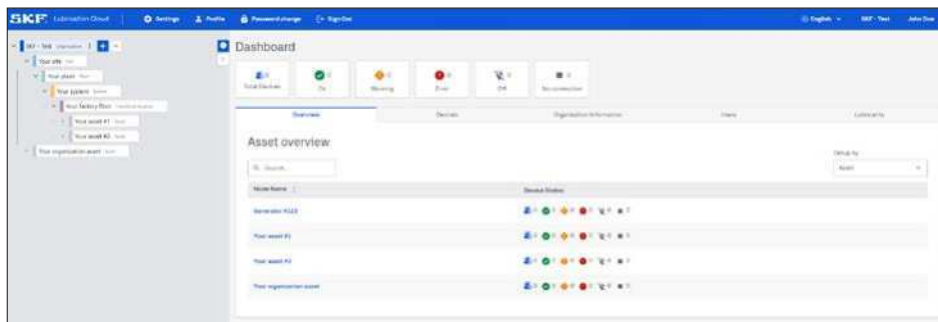 SKF Lubrication Cloud Settings Profile Password change Sign Out English SKF - Test John Doe
SKF - Test
Your site
Your plant
Your system
Your factory floor
Your asset #1
Your asset #2
Your organization asset
Dashboard
Total Devices
On
Warning
Error
Off
No connection
Overview Devices Organization Information Users Lubricants
Asset overview
Search...
Group by
Asset
Node Name Device Status
Your asset #1
Your asset #2
Your organization asset